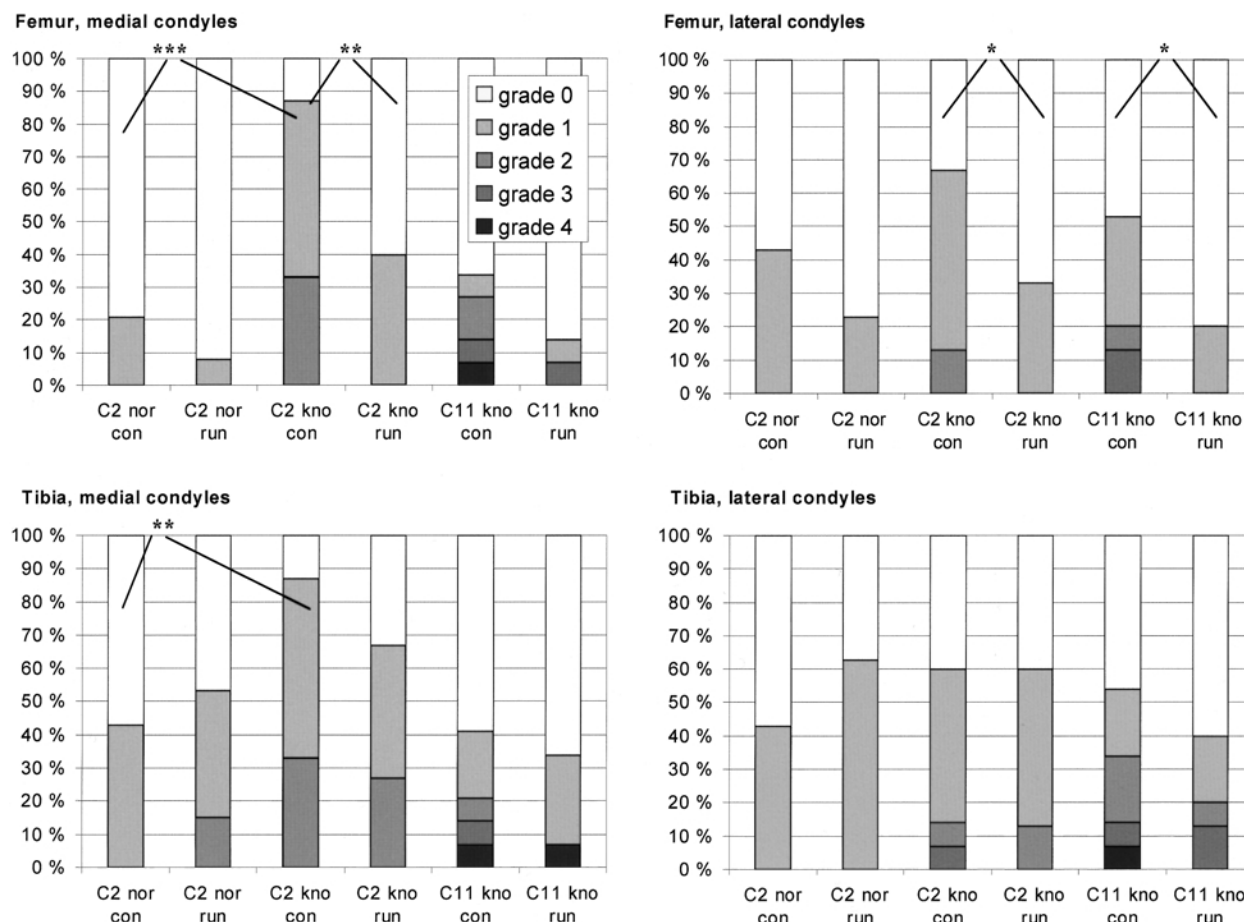 Femur, medial condyles
*** **
100 %
90 %
80 %
70 %
60 %
50 %
40 %
30 %
20 %
10 %
0 %
grade 0
grade 1
grade 2
grade 3
grade 4
C2 nor C2 nor C2 kno C2 kno C11 kno C11 kno
con run con run con run
Femur, lateral condyles
* *
100 %
90 %
80 %
70 %
60 %
50 %
40 %
30 %
20 %
10 %
0 %
C2 nor C2 nor C2 kno C2 kno C11 kno C11 kno
con run con run con run
Tibia, medial condyles
**
100 %
90 %
80 %
70 %
60 %
50 %
40 %
30 %
20 %
10 %
0 %
C2 nor C2 nor C2 kno C2 kno C11 kno C11 kno
con run con run con run
Tibia, lateral condyles
100 %
90 %
80 %
70 %
60 %
50 %
40 %
30 %
20 %
10 %
0 %
C2 nor C2 nor C2 kno C2 kno C11 kno C11 kno
con run con run con run